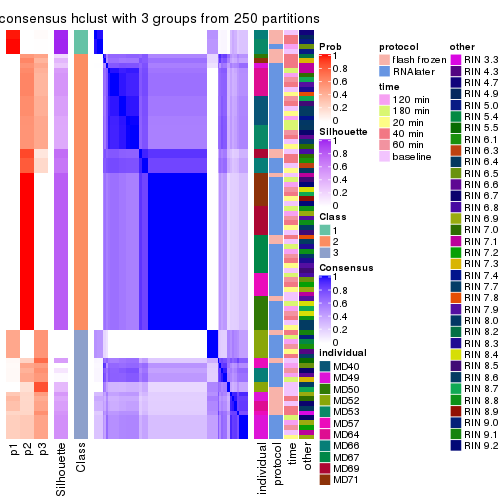 consensus hclust with 3 groups from 250 partitions
p1
p2
p3
Silhouette
Class
individual
protocol
time
other
Prob
1
0.8
0.6
0.4
0.2
0
Silhouette
1
0.8
0.6
0.4
0.2
0
Class
1
2
3
Consensus
1
0.8
0.6
0.4
0.2
0
individual
MD40
MD49
MD50
MD52
MD53
MD57
MD64
MD66
MD67
MD69
MD71
protocol
flash frozen
RNAlater
time
120 min
180 min
20 min
40 min
60 min
baseline
other
RIN 3.3
RIN 4.3
RIN 4.7
RIN 4.9
RIN 5.0
RIN 5.4
RIN 5.5
RIN 6.1
RIN 6.3
RIN 6.4
RIN 6.5
RIN 6.6
RIN 6.7
RIN 6.8
RIN 6.9
RIN 7.0
RIN 7.1
RIN 7.2
RIN 7.3
RIN 7.4
RIN 7.7
RIN 7.8
RIN 7.9
RIN 8.0
RIN 8.2
RIN 8.3
RIN 8.4
RIN 8.5
RIN 8.6
RIN 8.7
RIN 8.8
RIN 8.9
RIN 9.0
RIN 9.1
RIN 9.2